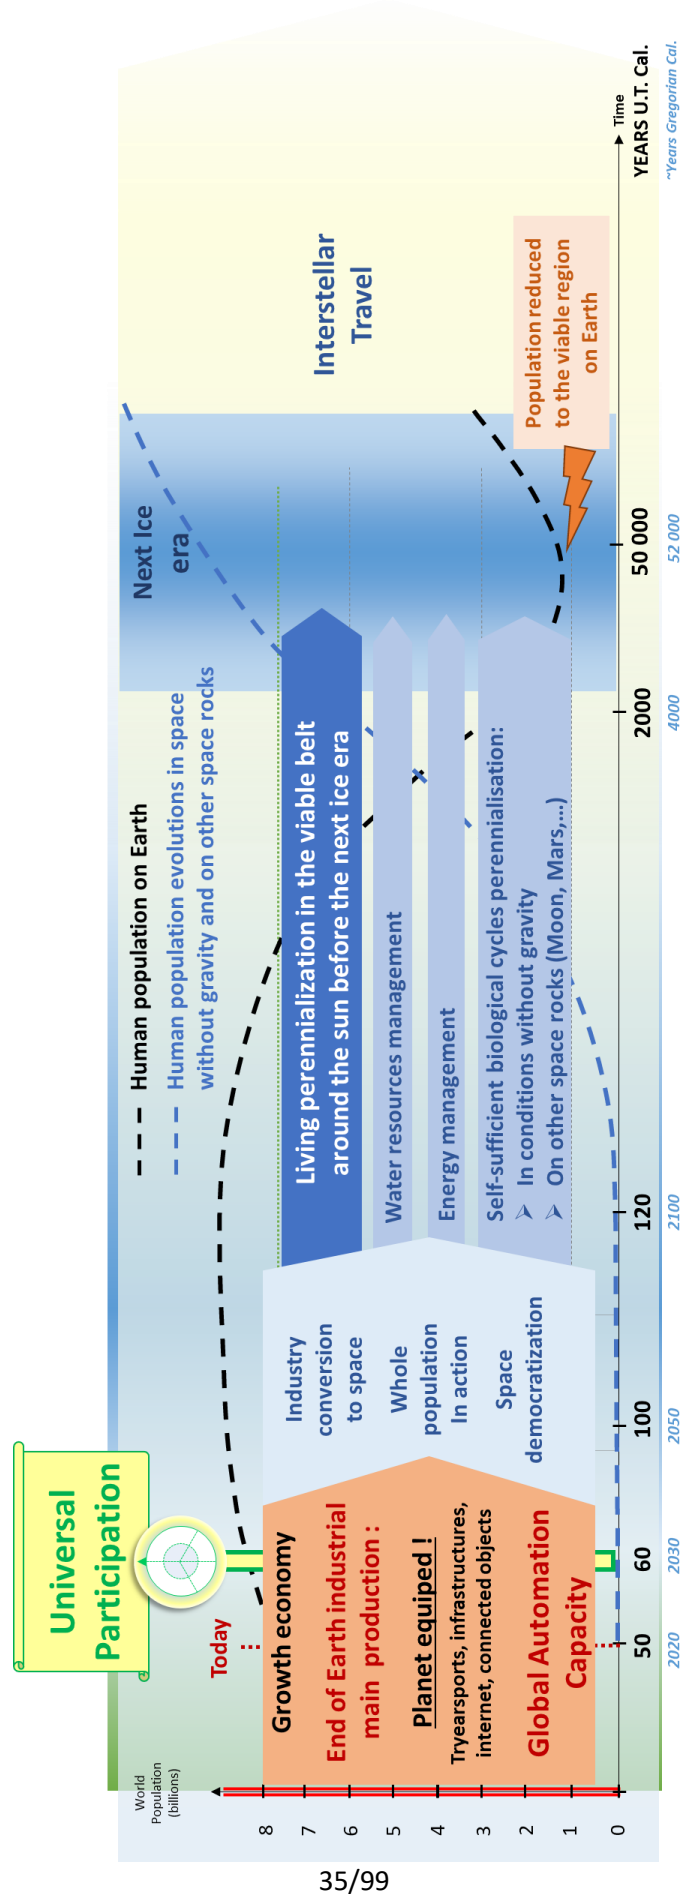 Universal
Participation
World
Population
(billions)
8
7
6
5
4
3
2
1
0
Today
Growth economy
End of Earth industrial
main production :
Planet equiped !
Tryearsports, infrastructures,
internet, connected objects
Global Automation
Capacity
Industry
conversion
to space
Whole
population
In action
Space
democratization
Human population on Earth
Human population evolutions in space
without gravity and on other space rocks
Living perennialization in the viable belt
around the sun before the next ice era
Water resources management
Energy management
Self-sufficient biological cycles perennialisation:
➢ In conditions without gravity
➢ On other space rocks (Moon, Mars,...)
Next Ice
era
Interstellar
Travel
Population reduced
to the viable region
on Earth
50
60
100
120
2000
50 000
Time
YEARS U.T. Cal.
2020
2030
2050
2100
4000
52 000
~Years Gregorian Cal.
35/99